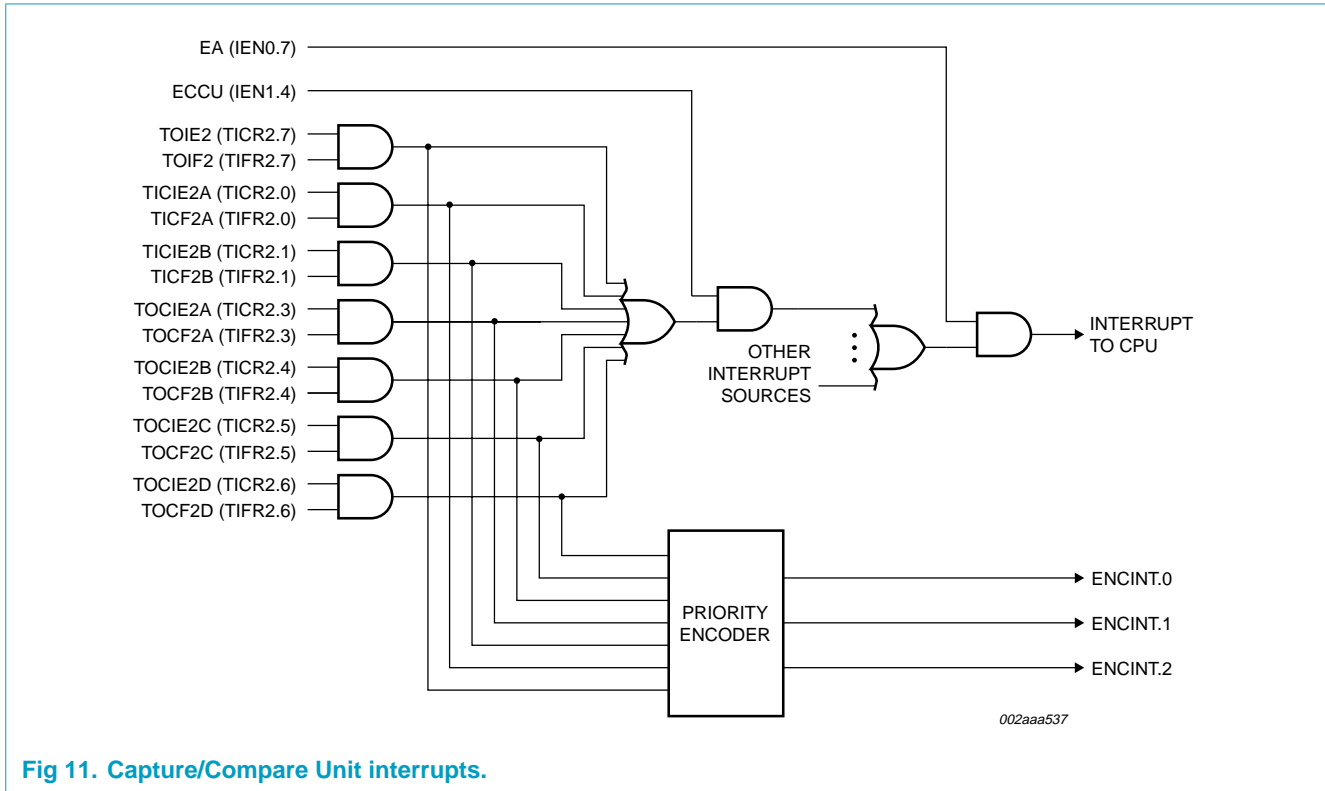 EA (IEN0.7)
ECCU (IEN1.4)
TOIE2 (TICR2.7)
TOIF2 (TIFR2.7)
TICIE2A (TICR2.0)
TICF2A (TIFR2.0)
TICIE2B (TICR2.1)
TICF2B (TIFR2.1)
TOCIE2A (TICR2.3)
TOCF2A (TIFR2.3)
TOCIE2B (TICR2.4)
TOCF2B (TIFR2.4)
TOCIE2C (TICR2.5)
TOCF2C (TIFR2.5)
TOCIE2D (TICR2.6)
TOCF2D (TIFR2.6)
OTHER
INTERRUPT
SOURCES
INTERRUPT
TO CPU
PRIORITY
ENCODER
ENCINT.0
ENCINT.1
ENCINT.2
002aaa537
Fig 11. Capture/Compare Unit interrupts.